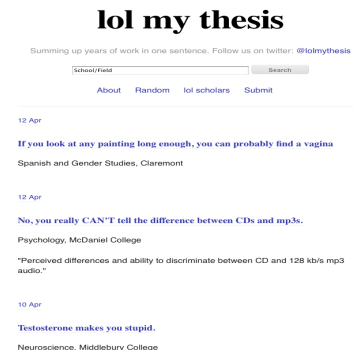 lol my thesis
Summing up years of work in one sentence. Follow us on twitter: @lolmythesis
School/Field Search
About Random lol scholars Submit
12 Apr
If you look at any painting long enough, you can probably find a vagina
Spanish and Gender Studies, Claremont
12 Apr
No, you really CAN'T tell the difference between CDs and mp3s.
Psychology, McDaniel College
"Perceived differences and ability to discriminate between CD and 128 kb/s mp3
audio."
10 Apr
Testosterone makes you stupid.
Neuroscience, Middlebury College